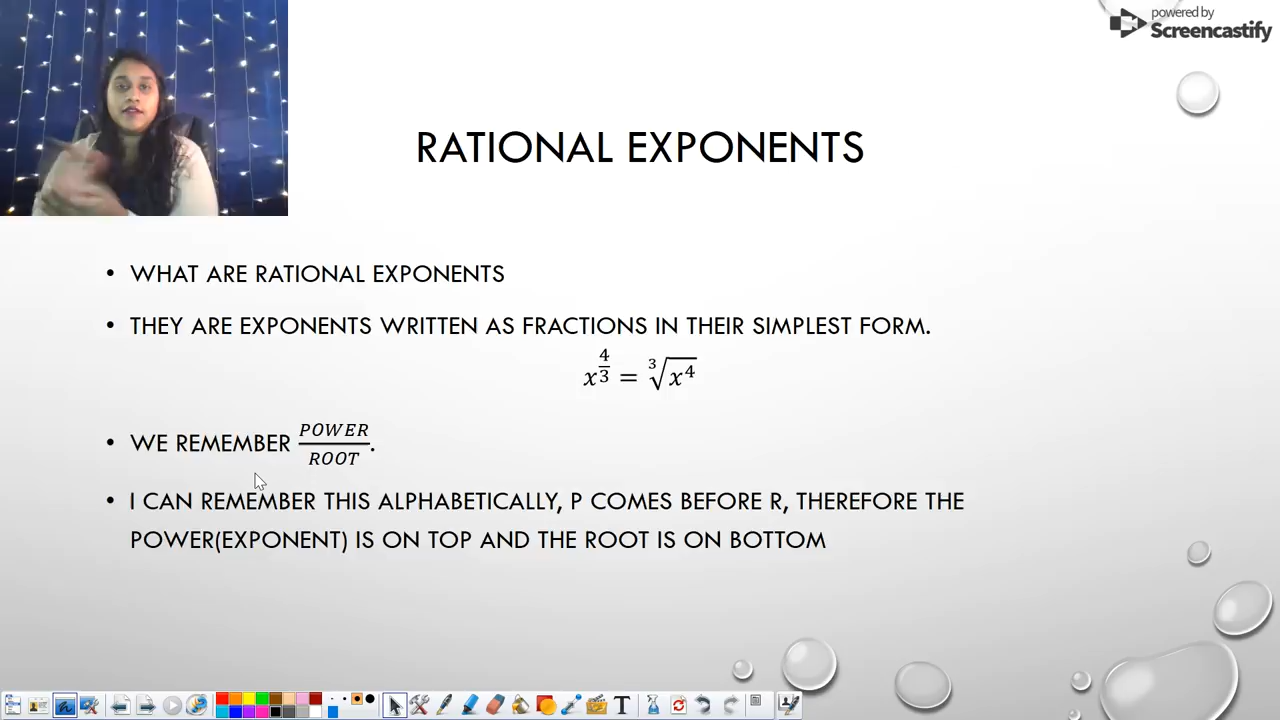 powered by
Screencastify
RATIONAL EXPONENTS
• WHAT ARE RATIONAL EXPONENTS
• THEY ARE EXPONENTS WRITTEN AS FRACTIONS IN THEIR SIMPLEST FORM.
x^(4/3) = ∛(x^4)
• WE REMEMBER POWER/ROOT.
• I CAN REMEMBER THIS ALPHABETICALLY, P COMES BEFORE R, THEREFORE THE
POWER(EXPONENT) IS ON TOP AND THE ROOT IS ON BOTTOM
T